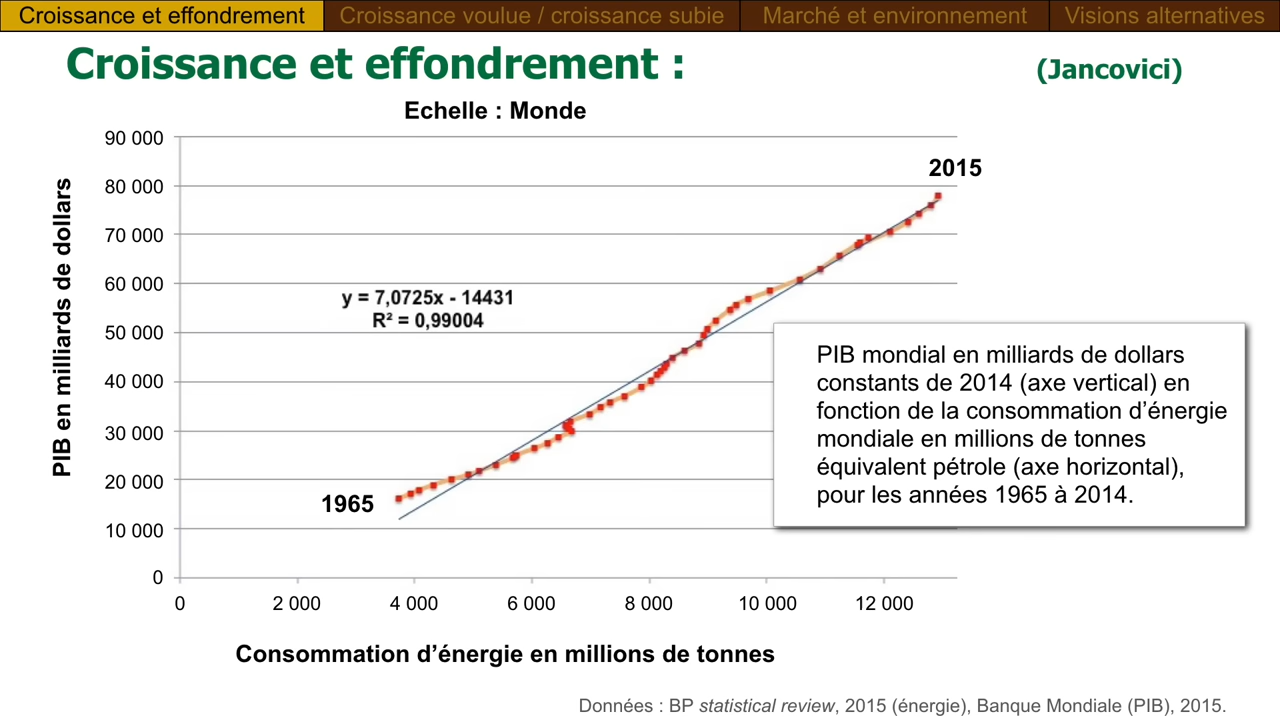 Croissance et effondrement
Croissance voulue / croissance subie
Marché et environnement
Visions alternatives
Croissance et effondrement :
(Jancovici)
Echelle : Monde
90 000
80 000
70 000
60 000
50 000
40 000
30 000
20 000
10 000
0
PIB en milliards de dollars
2015
y = 7,0725x - 14431
R² = 0,99004
1965
PIB mondial en milliards de dollars
constants de 2014 (axe vertical) en
fonction de la consommation d’énergie
mondiale en millions de tonnes
équivalent pétrole (axe horizontal),
pour les années 1965 à 2014.
0
2 000
4 000
6 000
8 000
10 000
12 000
Consommation d’énergie en millions de tonnes
Données : BP statistical review, 2015 (énergie), Banque Mondiale (PIB), 2015.